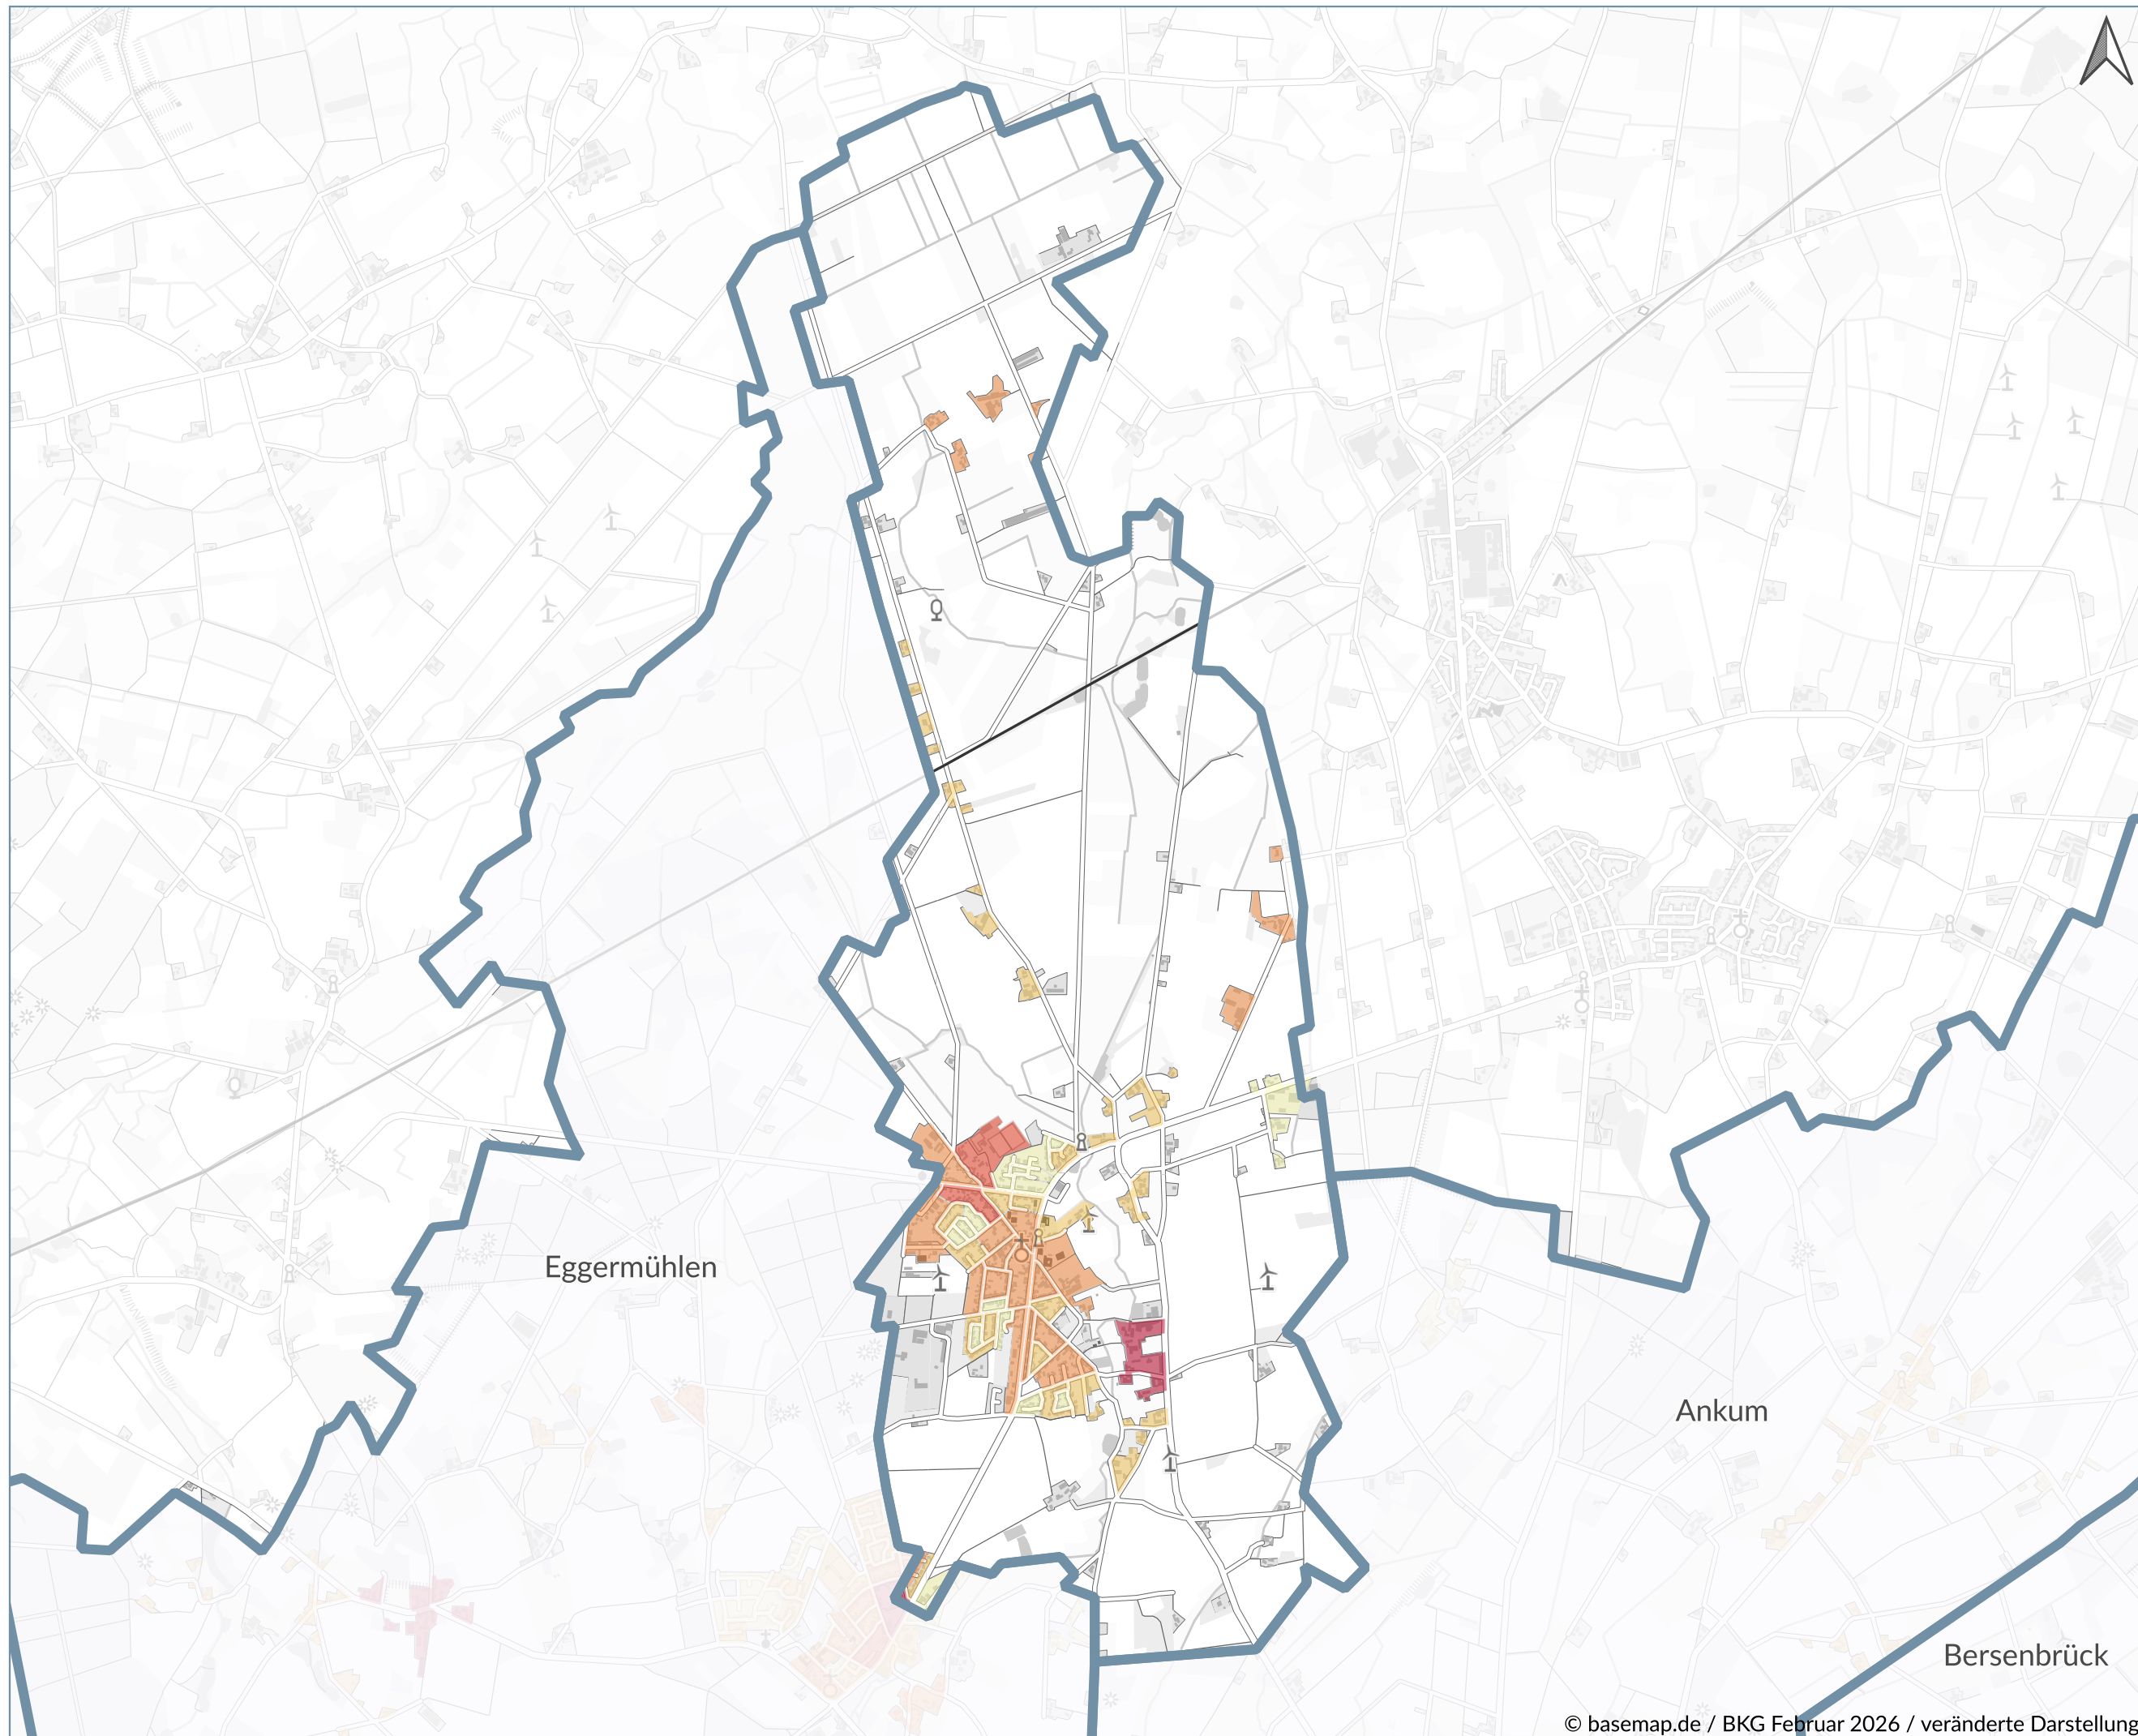 Eggermühlen
Ankum
Bersenbrück
© basemap.de / BKG Februar 2026 / veränderte Darstellung